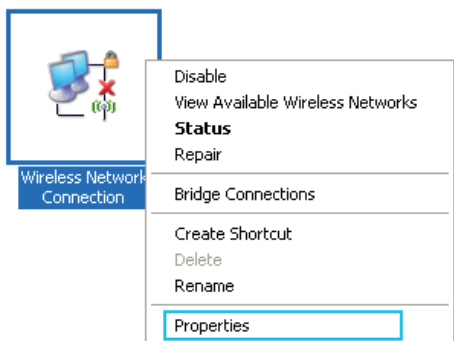 Wireless Network
Connection
Disable
View Available Wireless Networks
Status
Repair
Bridge Connections
Create Shortcut
Delete
Rename
Properties